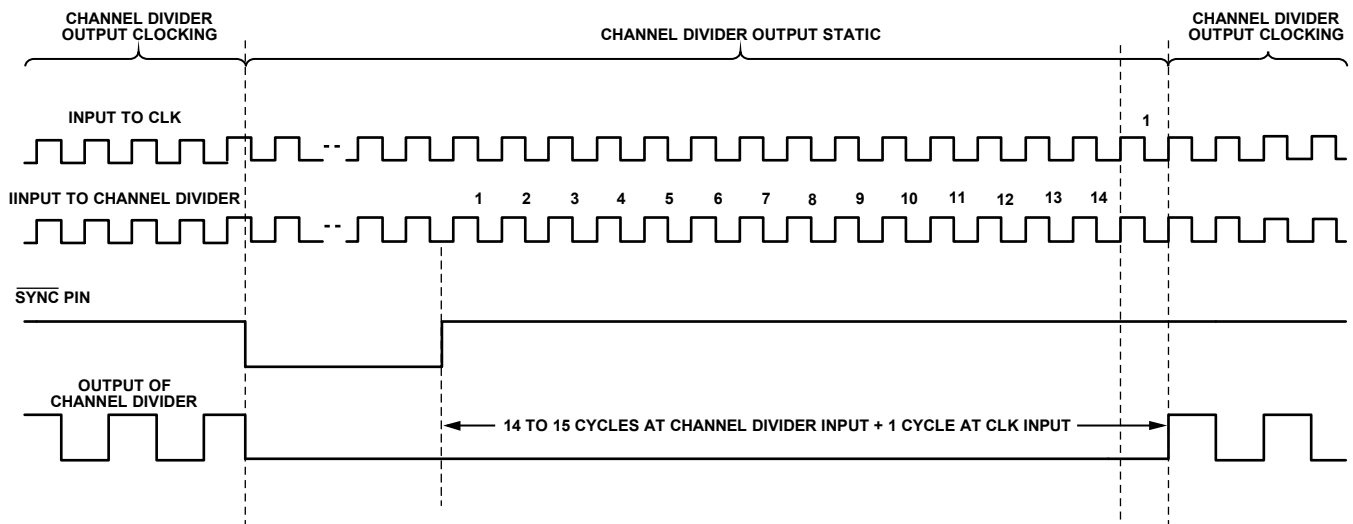 CHANNEL DIVIDER
OUTPUT CLOCKING
CHANNEL DIVIDER OUTPUT STATIC
CHANNEL DIVIDER
OUTPUT CLOCKING
INPUT TO CLK
1
IINPUT TO CHANNEL DIVIDER
1 2 3 4 5 6 7 8 9 10 11 12 13 14
SYNC PIN
OUTPUT OF
CHANNEL DIVIDER
14 TO 15 CYCLES AT CHANNEL DIVIDER INPUT + 1 CYCLE AT CLK INPUT